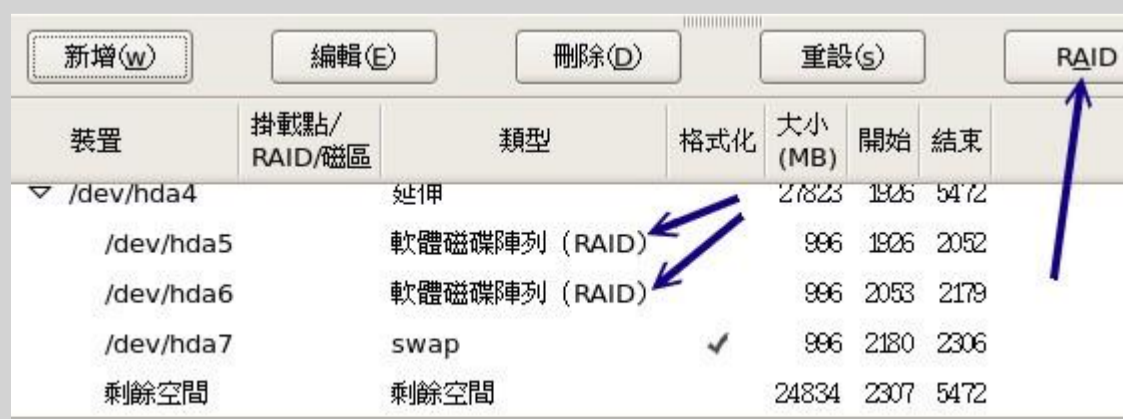 新增(w) 編輯(E) 刪除(D) 重設(s) RAID
裝置 掛載點/RAID/磁區 類型 格式化 大小(MB) 開始 結束
/dev/hda4 延伸 27823 1926 5472
/dev/hda5 軟體磁碟陣列 (RAID) 996 1926 2052
/dev/hda6 軟體磁碟陣列 (RAID) 996 2053 2179
/dev/hda7 swap 996 2180 2306
剩餘空間 剩餘空間 24834 2307 5472